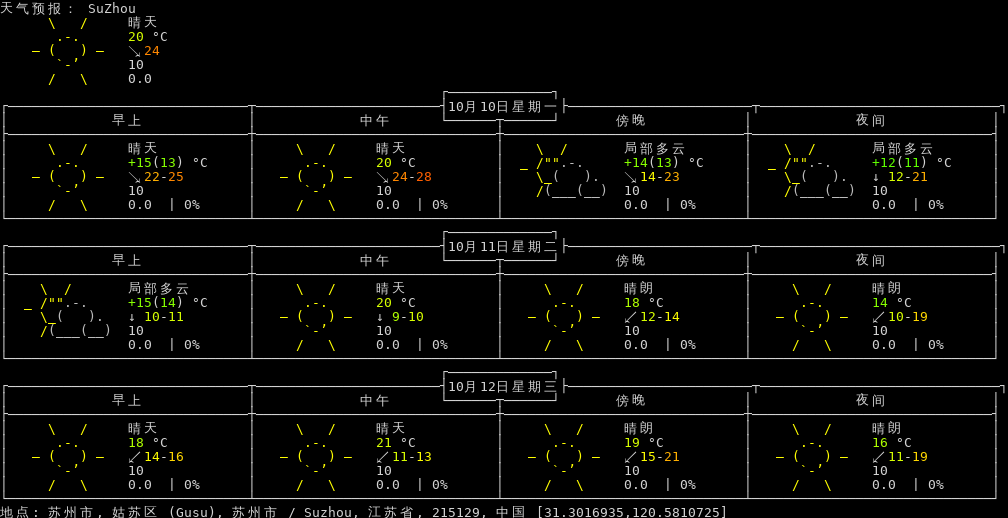 天气预报: SuZhou
晴天
20 °C
↘24
10
0.0
10月10日星期一
早上 中午 傍晚 夜间
晴天 晴天 局部多云 局部多云
+15(13) °C 20 °C +14(13) °C +12(11) °C
↘22-25 ↘24-28 ↘14-23 ↓ 12-21
10 10 10 10
0.0 | 0% 0.0 | 0% 0.0 | 0% 0.0 | 0%
10月11日星期二
早上 中午 傍晚 夜间
局部多云 晴天 晴朗 晴朗
+15(14) °C 20 °C 18 °C 14 °C
↓ 10-11 ↓ 9-10 ↙12-14 ↙10-19
10 10 10 10
0.0 | 0% 0.0 | 0% 0.0 | 0% 0.0 | 0%
10月12日星期三
早上 中午 傍晚 夜间
晴天 晴天 晴朗 晴朗
18 °C 21 °C 19 °C 16 °C
↙14-16 ↙11-13 ↙15-21 ↙11-19
10 10 10 10
0.0 | 0% 0.0 | 0% 0.0 | 0% 0.0 | 0%
地点: 苏州市, 姑苏区 (Gusu), 苏州市 / Suzhou, 江苏省, 215129, 中国 [31.3016935,120.5810725]